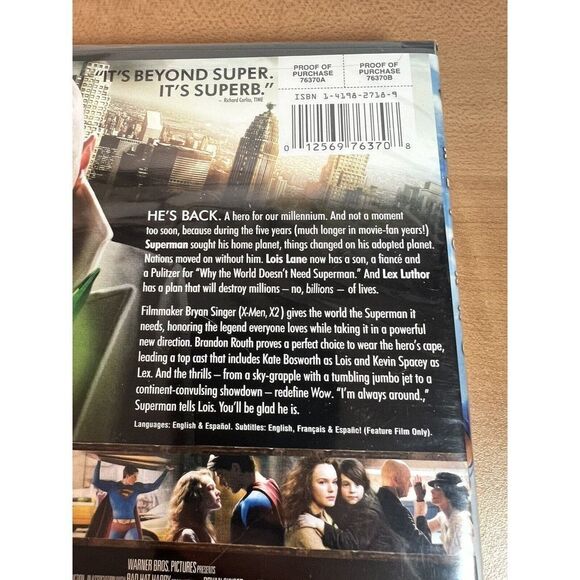 "IT'S BEYOND SUPER.
IT'S SUPERB."
– Richard Corliss, TIME
PROOF OF
PURCHASE
76370A
PROOF OF
PURCHASE
76370B
ISBN 1-4198-2718-9
0 12569 76370 8
HE'S BACK. A hero for our millennium. And not a moment
too soon, because during the five years (much longer in movie-fan years!)
Superman sought his home planet, things changed on his adopted planet.
Nations moved on without him. Lois Lane now has a son, a fiancé and
a Pulitzer for "Why the World Doesn't Need Superman." And Lex Luthor
has a plan that will destroy millions – no, billions – of lives.
Filmmaker Bryan Singer (X-Men, X2) gives the world the Superman it
needs, honoring the legend everyone loves while taking it in a powerful
new direction. Brandon Routh proves a perfect choice to wear the hero's cape,
leading a top cast that includes Kate Bosworth as Lois and Kevin Spacey as
Lex. And the thrills – from a sky-grapple with a tumbling jumbo jet to a
continent-convulsing showdown – redefine Wow. "I'm always around.,"
Superman tells Lois. You'll be glad he is.
Languages: English & Español. Subtitles: English, Français & Español (Feature Film Only).
WARNER BROS. PICTURES PRESENTS
BAD HAT HARRY